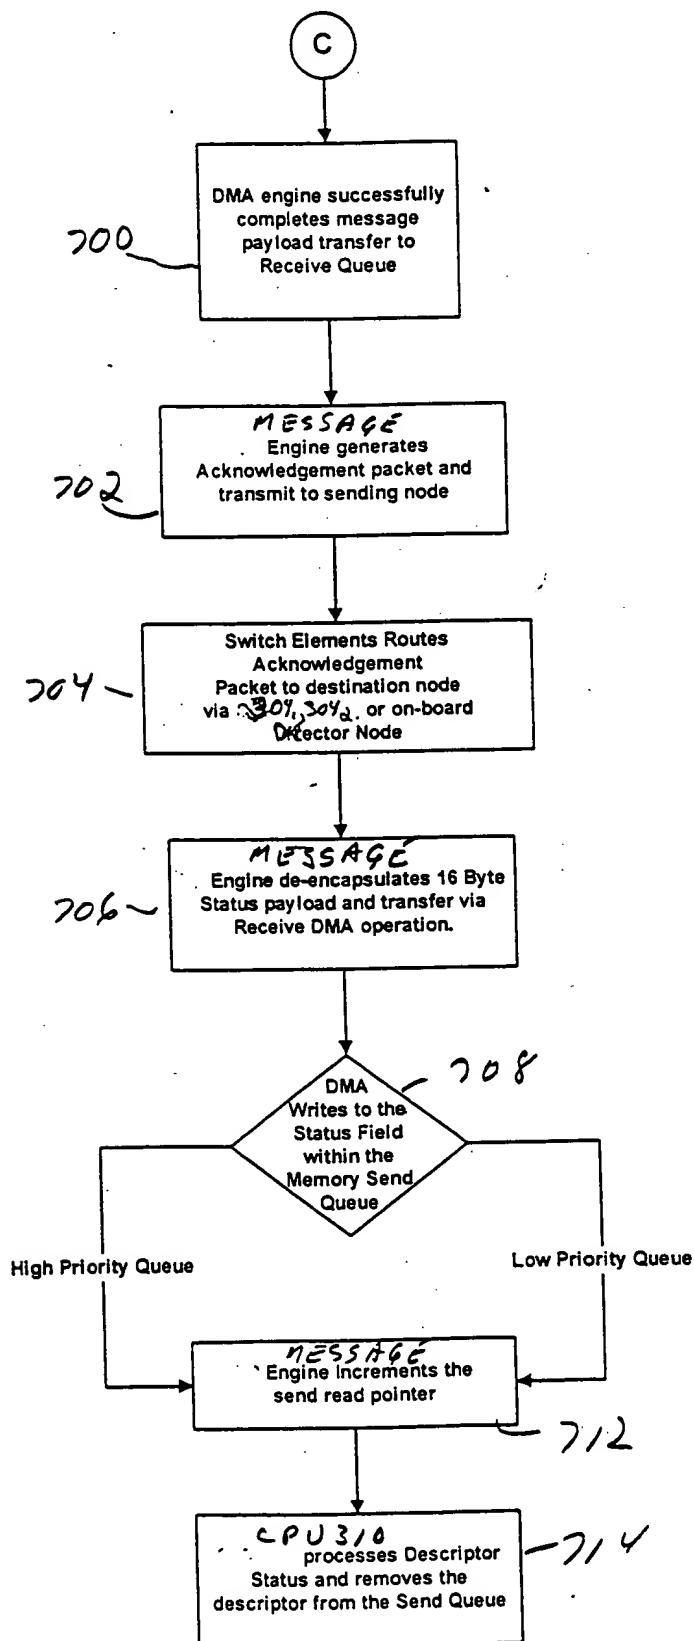 C
DMA engine successfully
completes message
payload transfer to
Receive Queue
700
MESSAGE
Engine generates
Acknowledgement packet and
transmit to sending node
702
Switch Elements Routes
Acknowledgement
Packet to destination node
via 304₁, 304₂. or on-board
Director Node
704
MESSAGE
Engine de-encapsulates 16 Byte
Status payload and transfer via
Receive DMA operation.
706
708
DMA
Writes to the
Status Field
within the
Memory Send
Queue
High Priority Queue
Low Priority Queue
MESSAGE
Engine Increments the
send read pointer
712
CPU 310
processes Descriptor
Status and removes the
descriptor from the Send Queue
714